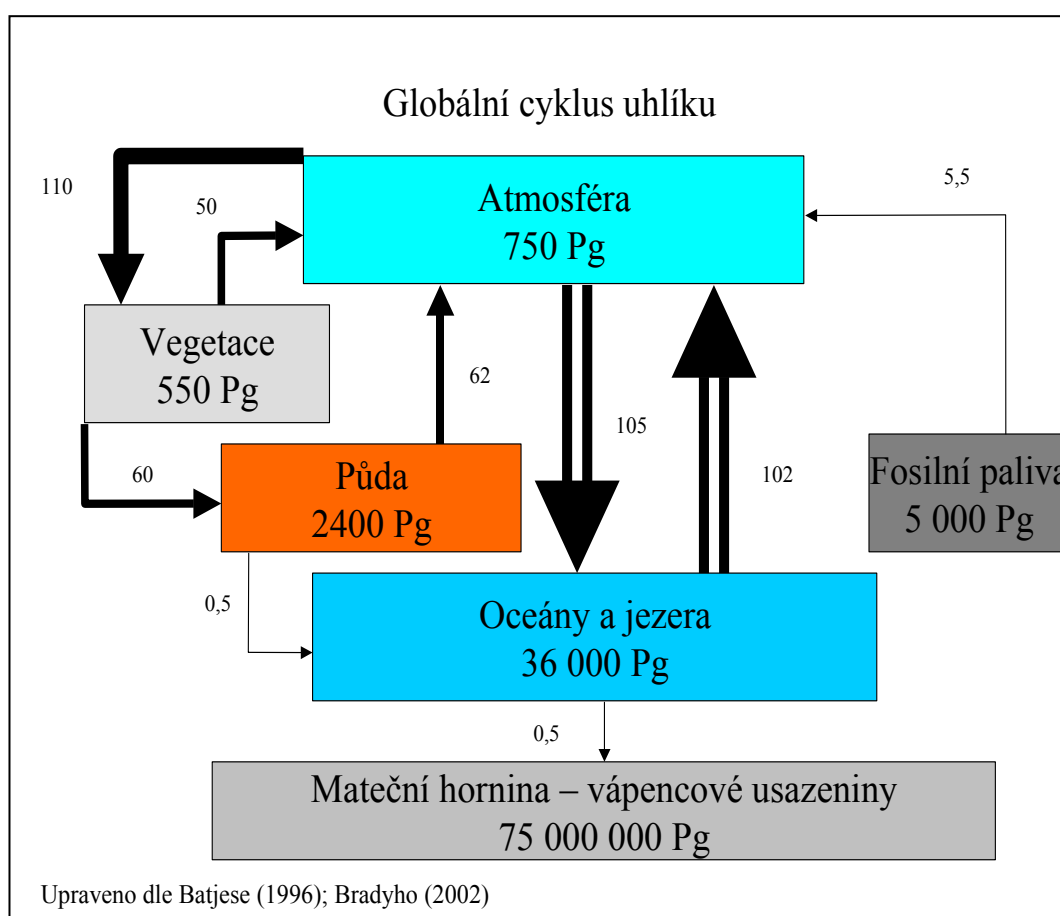 Globální cyklus uhlíku
110
50
Atmosféra
750 Pg
5,5
Vegetace
550 Pg
62
105
102
60
Půda
2400 Pg
Fosilní paliva
5 000 Pg
0,5
Oceány a jezera
36 000 Pg
0,5
Mateční hornina – vápencové usazeniny
75 000 000 Pg
Upraveno dle Batjese (1996); Bradyho (2002)